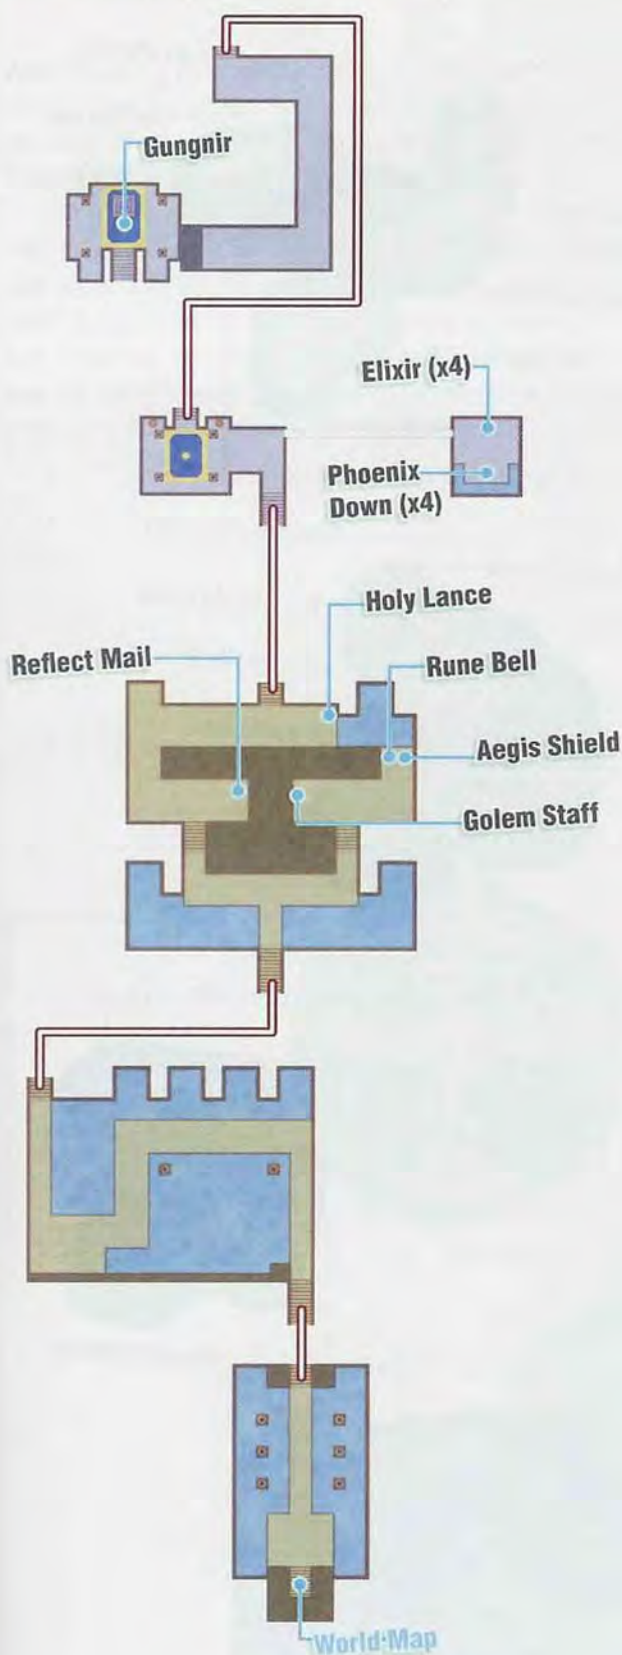 Gungnir
Elixir (x4)
Phoenix
Down (x4)
Holy Lance
Reflect Mail
Rune Bell
Aegis Shield
Golem Staff
World Map